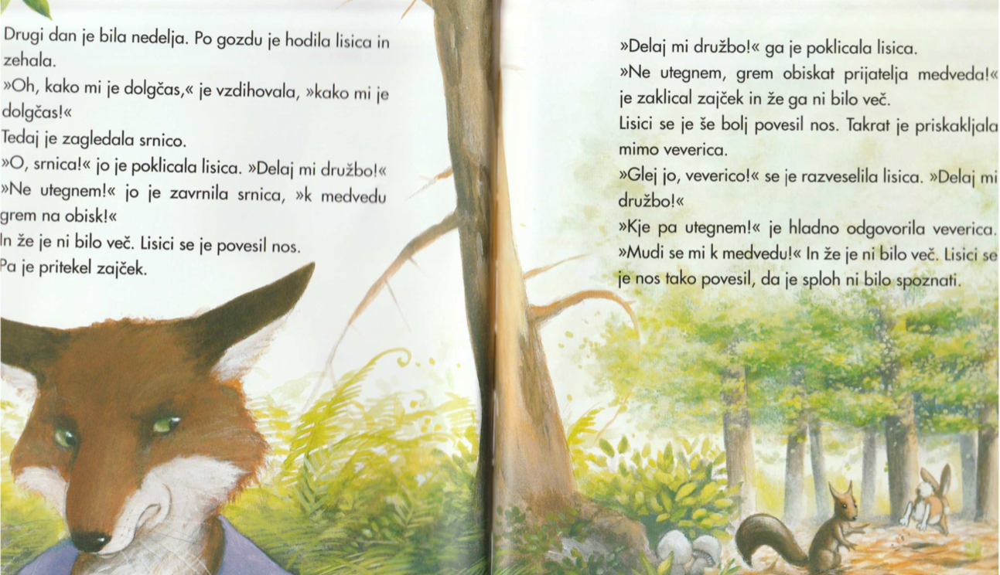 Drugi dan je bila nedelja. Po gozdu je hodila lisica in
zehala.
»Oh, kako mi je dolgčas,« je vzdihovala, »kako mi je
dolgčas!«
Tedaj je zagledala srnico.
»O, srnica!« jo je poklicala lisica. »Delaj mi družbo!«
»Ne utegnem!« jo je zavrnila srnica, »k medvedu
grem na obisk!«
In že je ni bilo več. Lisici se je povesil nos.
Pa je pritekel zajček.
»Delaj mi družbo!« ga je poklicala lisica.
»Ne utegnem, grem obiskat prijatelja medveda!«
je zaklical zajček in že ga ni bilo več.
Lisici se je še bolj povesil nos. Takrat je priskakljala
mimo veverica.
»Glej jo, veverico!« se je razveselila lisica. »Delaj mi
družbo!«
»Kje pa utegnem!« je hladno odgovorila veverica.
»Mudi se mi k medvedu!« In že je ni bilo več. Lisici se
je nos tako povesil, da je sploh ni bilo spoznati.